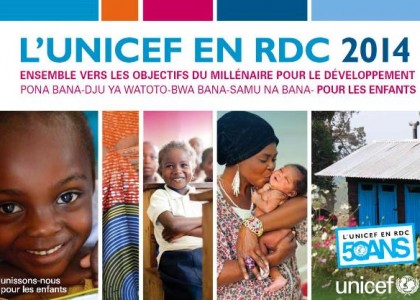 L'UNICEF EN RDC 2014
ENSEMBLE VERS LES OBJECTIFS DU MILLÉNAIRE POUR LE DÉVELOPPEMENT
PONA BANA-DJU YA WATOTO-BWA BANA-SAMU NA BANA- POUR LES ENFANTS
L'UNICEF EN RDC
50ANS
unissons-nous
pour les enfants
unicef